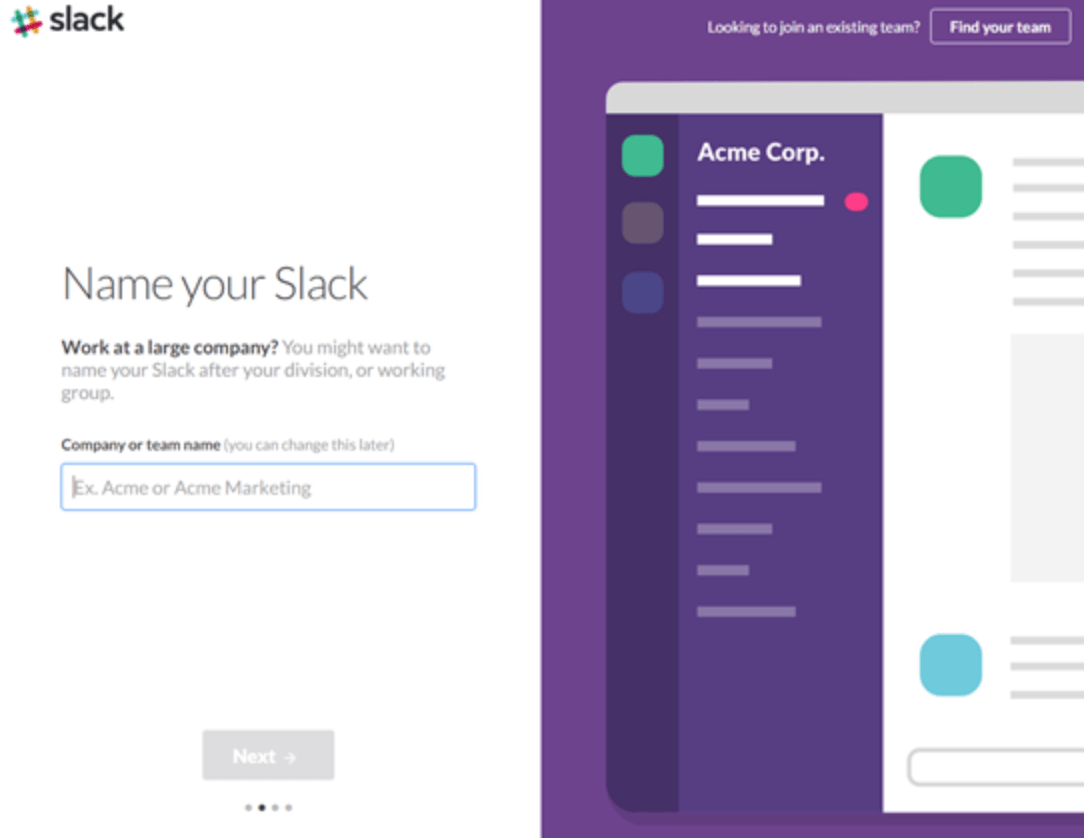 slack
Looking to join an existing team? Find your team
Acme Corp.
Name your Slack
Work at a large company? You might want to
name your Slack after your division, or working
group.
Company or team name (you can change this later)
Ex. Acme or Acme Marketing
Next →